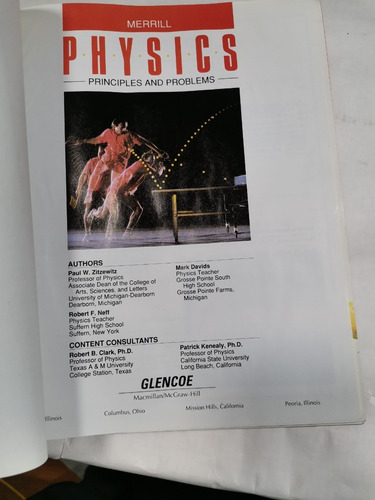 MERRILL
P·H·Y·S·I·C·S
PRINCIPLES AND PROBLEMS
AUTHORS
Paul W. Zitzewitz
Professor of Physics
Associate Dean of the College of
Arts, Sciences, and Letters
University of Michigan-Dearborn
Dearborn, Michigan
Robert F. Neff
Physics Teacher
Suffern High School
Suffern, New York
Mark Davids
Physics Teacher
Grosse Pointe South
High School
Grosse Pointe Farms,
Michigan
CONTENT CONSULTANTS
Robert B. Clark, Ph.D.
Professor of Physics
Texas A & M University
College Station, Texas
Patrick Kenealy, Ph.D.
Professor of Physics
California State University
Long Beach, California
GLENCOE
Macmillan/McGraw-Hill
Illinois Columbus, Ohio Mission Hills, California Peoria, Illinois